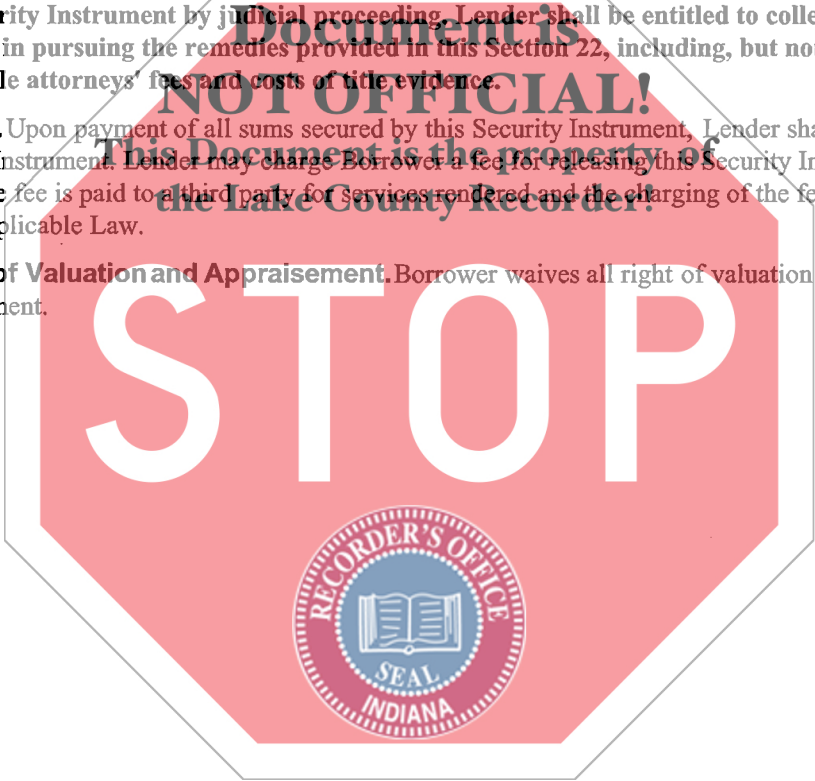 rity Instrument by judicial proceeding, Lender shall be entitled to colle
in pursuing the remedies provided in this Section 22, including, but no
le attorneys' fees and costs of title evidence.
Upon payment of all sums secured by this Security Instrument, Lender sha
nstrument. Lender may charge Borrower a fee for releasing this Security In
e fee is paid to a third party for services rendered and the charging of the fe
plicable Law.
of Valuation and Appraisement. Borrower waives all right of valuation
nent.
Document is
NOT OFFICIAL!
This Document is the property of
the Lake County Recorder!
STOP
RECORDER'S OFFICE
SEAL
INDIANA